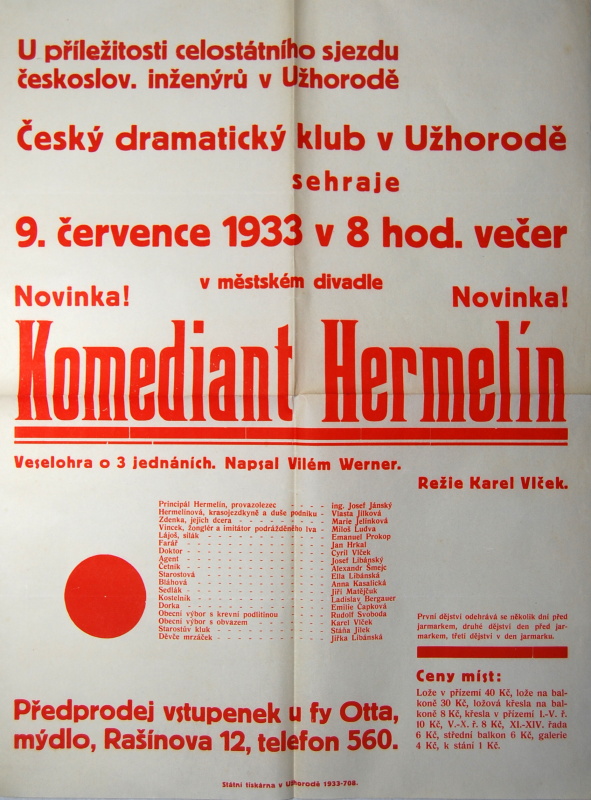 U příležitosti celostátního sjezdu
českoslov. inženýrů v Užhorodě
Český dramatický klub v Užhorodě
sehraje
9. července 1933 v 8 hod. večer
v městském divadle
Novinka! Novinka!
Komediant Hermelín
Veselohra o 3 jednáních. Napsal Vilém Werner.
Režie Karel Vlček.
Principál Hermelín, provazolezec - - - - - ing. Josef Jánský
Hermelínová, krasojezdkyně a duše podniku - Vlasta Jílková
Zdenka, jejich dcera - - - - - Marie Jelínková
Vincek, žonglér a imitátor podrážděného lva - Miloš Ludva
Lájoš, silák - - - - - Emanuel Prokop
Farář - - - - - Jan Hrkal
Doktor - - - - - Cyril Vlček
Agent - - - - - Josef Libánský
Četník - - - - - Alexandr Šmejc
Starostová - - - - - Ella Libánská
Bláhová - - - - - Anna Kasalická
Sedlák - - - - - Jiří Matějčuk
Kostelník - - - - - Ladislav Bergauer
Dorka - - - - - Emilie Čapková
Obecní výbor s krevní podlitinou - - - - - Rudolf Svoboda
Obecní výbor s obvazem - - - - - Karel Vlček
Starostův kluk - - - - - Stáňa Jílek
Děvče mrzáček - - - - - Jiřka Libánská
První dějství odehrává se několik dní před
jarmarkem, druhé dějství den před jar-
markem, třetí dějství v den jarmarku.
Ceny míst:
Lože v přízemí 40 Kč, lože na bal-
koně 30 Kč, ložová křesla na bal-
koně 8 Kč, křesla v přízemí I.-V. ř.
10 Kč, V.-X. ř. 8 Kč, XI.-XIV. řada
6 Kč, střední balkon 6 Kč, galerie
4 Kč, k stání 1 Kč.
Předprodej vstupenek u fy Otta,
mýdlo, Rašínova 12, telefon 560.
Státní tiskárna v Užhorodě 1933-708.